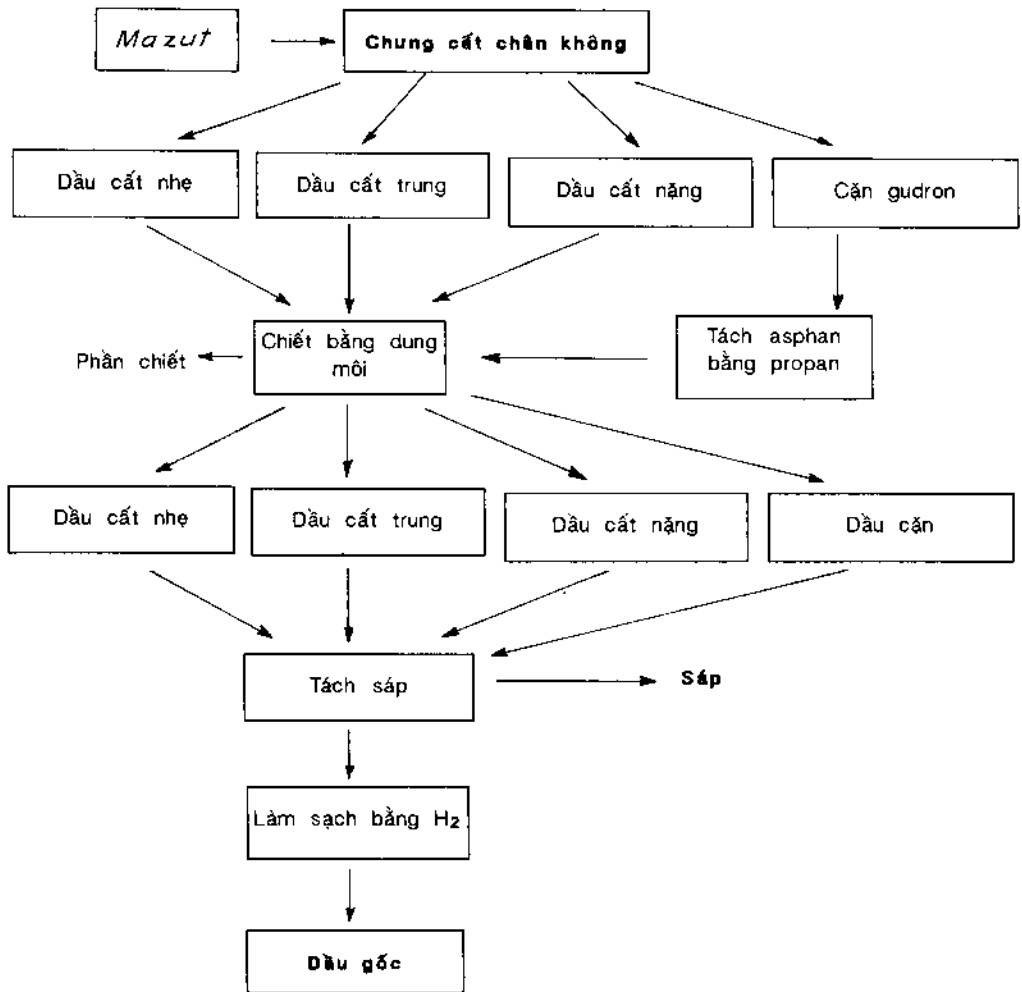 Mazut
Chưng cất chân không
Dầu cất nhẹ
Dầu cất trung
Dầu cất nặng
Cặn gudron
Phần chiết
Chiết bằng dung
môi
Tách asphan
bằng propan
Dầu cất nhẹ
Dầu cất trung
Dầu cất nặng
Dầu cặn
Tách sáp
Sáp
Làm sạch bằng H₂
Dầu gốc